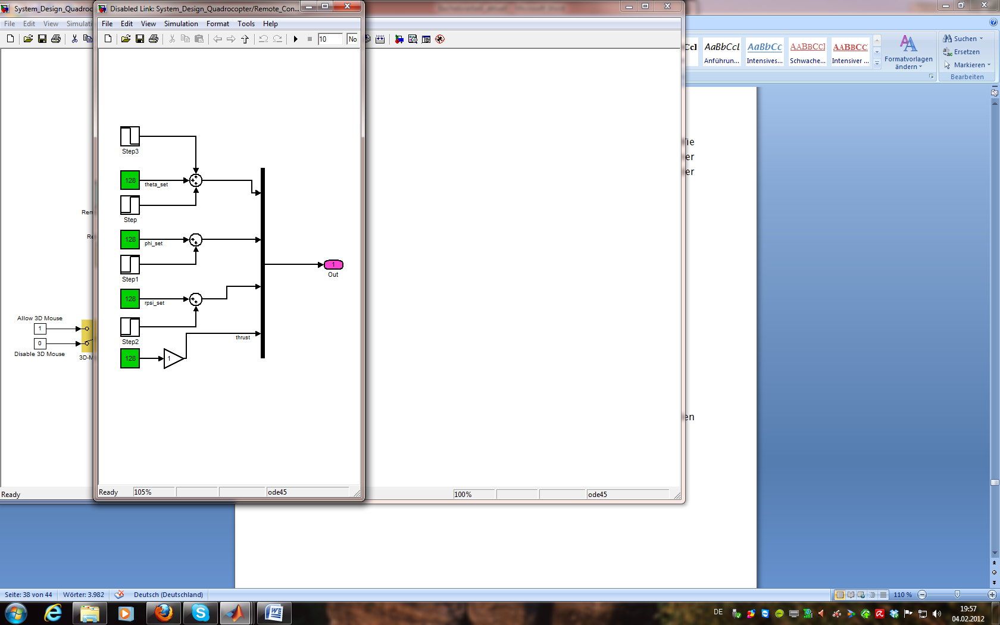 System_Design_Quadroc
File Edit View Simulati
Disabled Link: System_Design_Quadrocopter/Remote_Con...
File Edit View Simulation Format Tools Help
10
No
Step3
128
theta_set
Step
128
phi_set
Step1
128
rpsi_set
Step2
thrust
128
1
1
Out
Rem
Re
Allow 3D Mouse
1
0
Disable 3D Mouse
3D-M
Ready
Ready 105% ode45
100% ode45
AaBbCcI
Anführun...
AaBbCc
Intensives...
AABBCCI
Schwache...
AABBCC
Intensiver ...
Formatvorlagen
ändern
Suchen
Ersetzen
Markieren
Bearbeiten
er
er
en
Seite: 38 von 44 Wörter: 3.982 Deutsch (Deutschland)
110 %
DE
19:57
04.02.2012